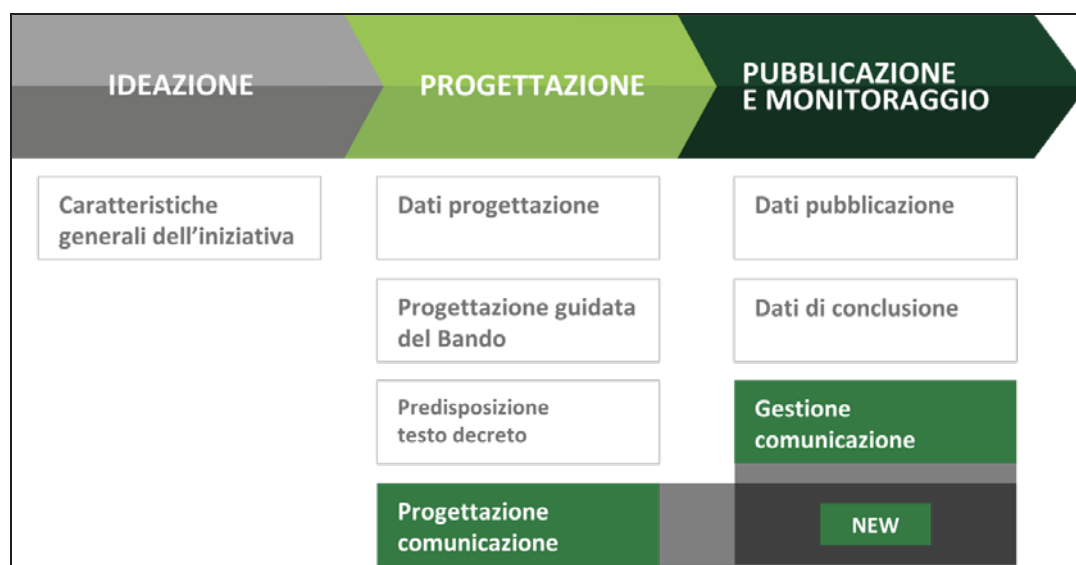 IDEAZIONE
PROGETTAZIONE
PUBBLICAZIONE
E MONITORAGGIO
Caratteristiche
generali dell'iniziativa
Dati progettazione
Dati pubblicazione
Progettazione guidata
del Bando
Dati di conclusione
Predisposizione
testo decreto
Gestione
comunicazione
Progettazione
comunicazione
NEW